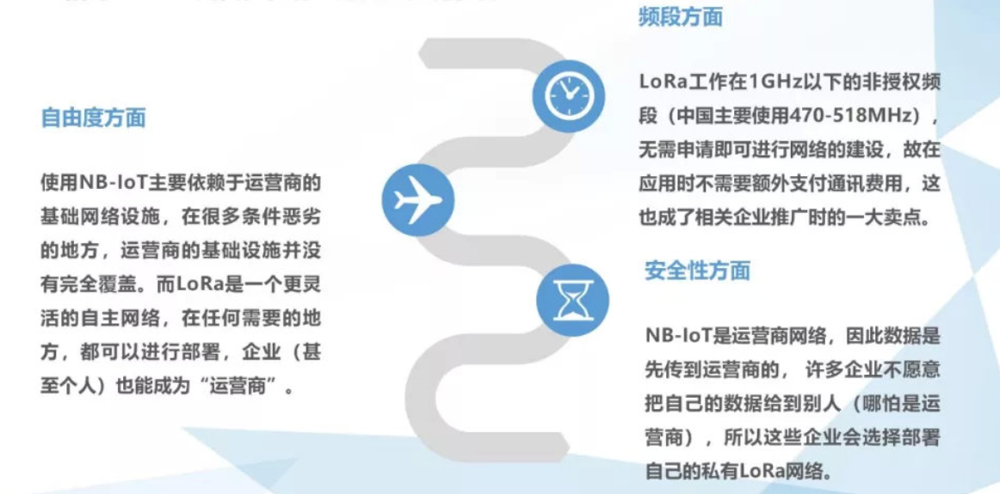 自由度方面
使用NB-IoT主要依赖于运营商的
基础网络设施，在很多条件恶劣
的地方，运营商的基础设施并没
有完全覆盖。而LoRa是一个更灵
活的自主网络，在任何需要的地
方，都可以进行部署，企业（甚
至个人）也能成为“运营商”。
频段方面
LoRa工作在1GHz以下的非授权频
段（中国主要使用470-518MHz），
无需申请即可进行网络的建设，故在
应用时不需要额外支付通讯费用，这
也成了相关企业推广时的一大卖点。
安全性方面
NB-IoT是运营商网络，因此数据是
先传到运营商的， 许多企业不愿意
把自己的数据给到别人（哪怕是运
营商），所以这些企业会选择部署
自己的私有LoRa网络。